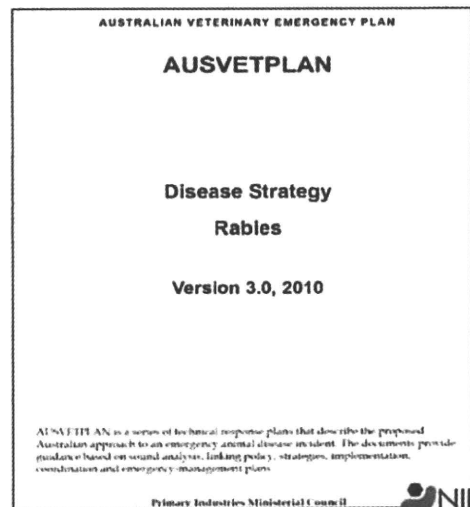 AUSTRALIAN VETERINARY EMERGENCY PLAN
AUSVETPLAN
Disease Strategy
Rabies
Version 3.0, 2010
AUSVETPLAN is a series of technical response plans that describe the proposed
Australian approach to an emergency animal disease incident. The documents provide
guidance based on sound analysis, linking policy, strategies, implementation,
coordination and emergency-management plans
Primary Industries Ministerial Council